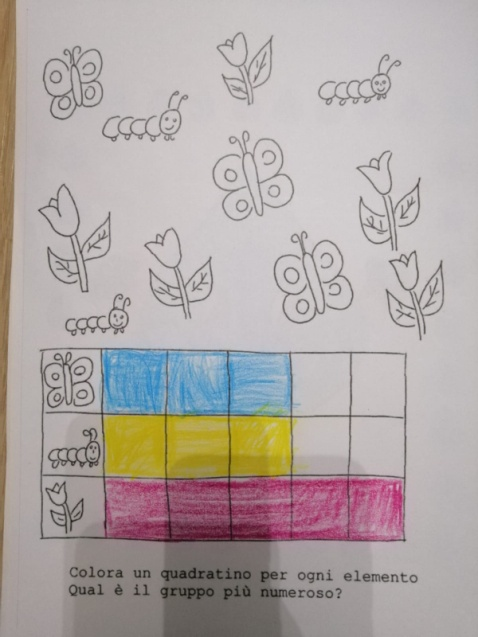 Colora un quadratino per ogni elemento
Qual è il gruppo più numeroso?